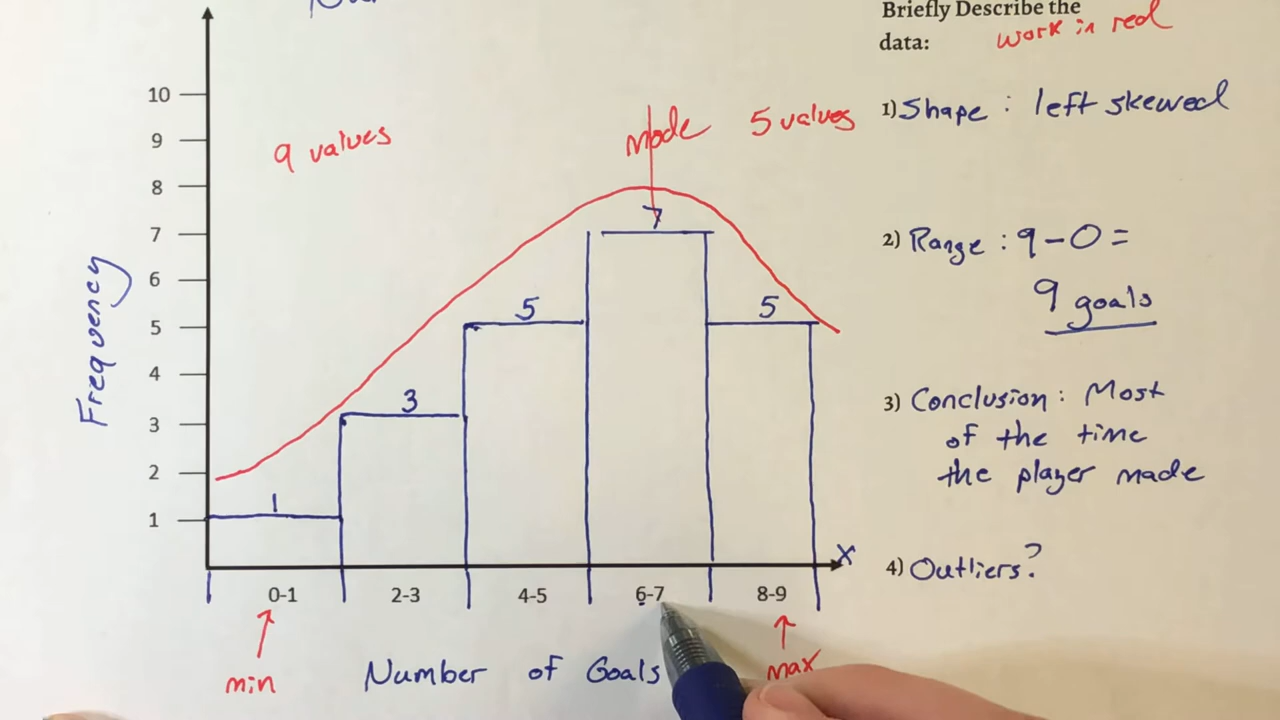 Briefly Describe the
data:
work in red
10
9
8
7
6
5
4
3
2
1
Frequency
9 values
mode
5 values
1
3
5
7
5
x
0-1
2-3
4-5
6-7
8-9
min
Number of Goals
max
1) Shape : left skewed
2) Range : 9-0 =
9 goals
3) Conclusion : Most
of the time
the player made
4) Outliers?